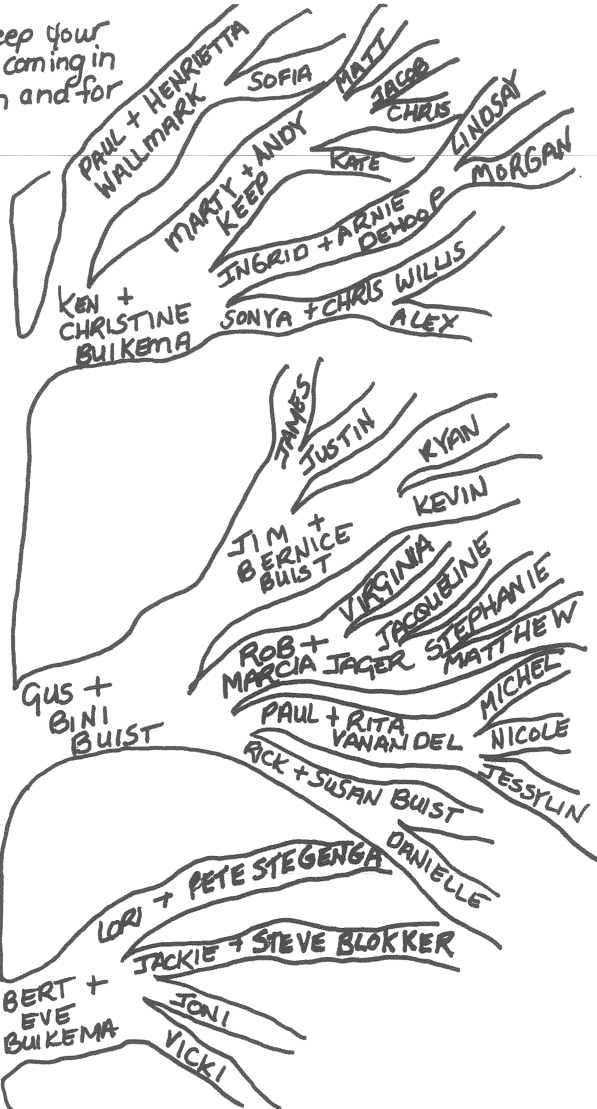 eep your
coming in
n and for
PAUL + HENRIETTA
WALLMARK
SOFIA
MATT
JACOB
CHRIS
MARTY + ANDY
KEEP
KATE
LINDSAY
MORGAN
INGRID + ARNIE
DEHOOP
KEN +
CHRISTINE
BUIKEMA
SONYA + CHRIS WILLIS
ALEX
JAMES
JUSTIN
RYAN
KEVIN
JIM +
BERNICE
BUIST
VIRGINIA
JACQUELINE
STEPHANIE
MATTHEW
ROB +
MARCIA JAGER
GUS +
BINI
BUIST
PAUL + RITA
VANANDEL
MICHEL
NICOLE
JESSYLIN
RICK + SUSAN BUIST
DANIELLE
LORI + PETE STEGENGA
JACKIE + STEVE BLOKKER
BERT +
EVE
BUIKEMA
JONI
VICKI